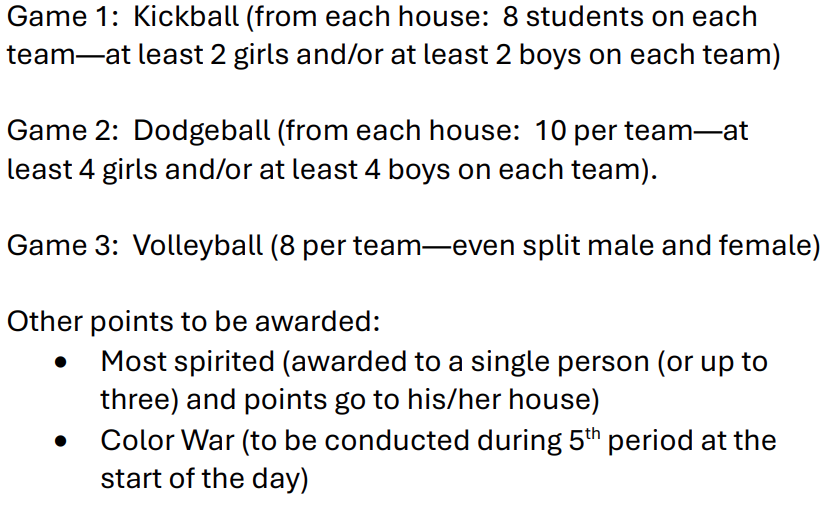 Game 1:  Kickball (from each house:  8 students on each
team—at least 2 girls and/or at least 2 boys on each team)
Game 2:  Dodgeball (from each house:  10 per team—at
least 4 girls and/or at least 4 boys on each team).
Game 3:  Volleyball (8 per team—even split male and female)
Other points to be awarded:
• Most spirited (awarded to a single person (or up to
three) and points go to his/her house)
• Color War (to be conducted during 5th period at the
start of the day)